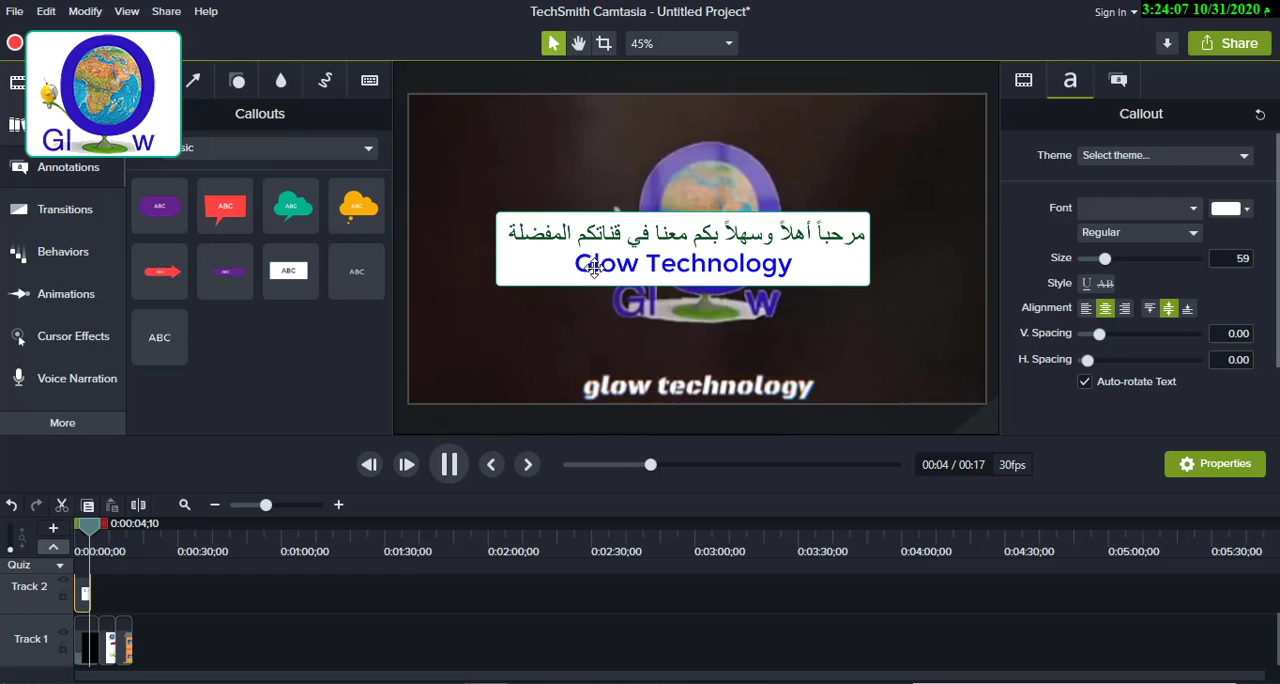 File Edit Modify View Share Help
TechSmith Camtasia - Untitled Project*
Sign In
3:24:07 10/31/2020 م
45%
Share
Gl w
Callouts
sic
Annotations
Transitions
Behaviors
Animations
Cursor Effects
Voice Narration
More
ABC
ABC
ABC
ABC
ABC
ABC
ABC
مرحباً أهلاً وسهلاً بكم معنا في قناتكم المفضلة
Glow Technology
Gl w
glow technology
a
Callout
Theme Select theme...
Font
Regular
Size 59
Style U AB
Alignment
V. Spacing 0.00
H. Spacing 0.00
Auto-rotate Text
00:04 / 00:17 30fps
Properties
0:00:04;10
0:00:00;00 0:00:30;00 0:01:00;00 0:01:30;00 0:02:00;00 0:02:30;00 0:03:00;00 0:03:30;00 0:04:00;00 0:04:30;00 0:05:00;00 0:05:30;00
Quiz
Track 2
Track 1